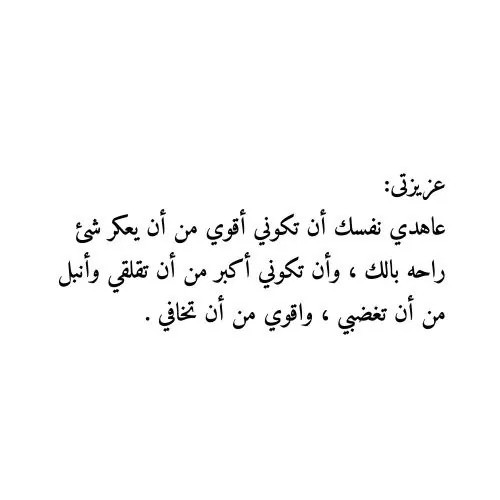 عزيزتى:
عاهدي نفسك أن تكوني أقوي من أن يعكر شئ
راحه بالك ، وأن تكوني أكبر من أن تقلقي وأنبل
من أن تغضبي ، واقوي من أن تخافي .